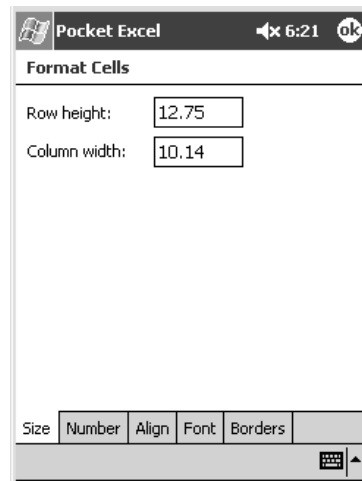 Pocket Excel 6:21 ok
Format Cells
Row height: 12.75
Column width: 10.14
Size Number Align Font Borders